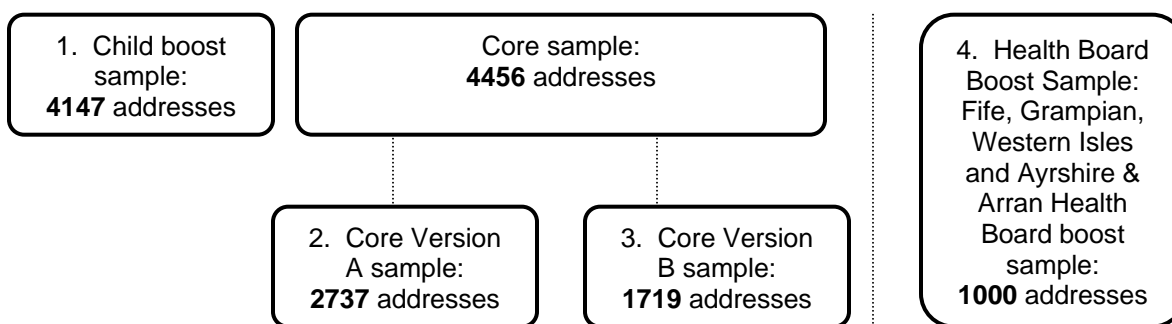 1. Child boost
sample:
4147 addresses
Core sample:
4456 addresses
2. Core Version
A sample:
2737 addresses
3. Core Version
B sample:
1719 addresses
4. Health Board
Boost Sample:
Fife, Grampian,
Western Isles
and Ayrshire &
Arran Health
Board boost
sample:
1000 addresses